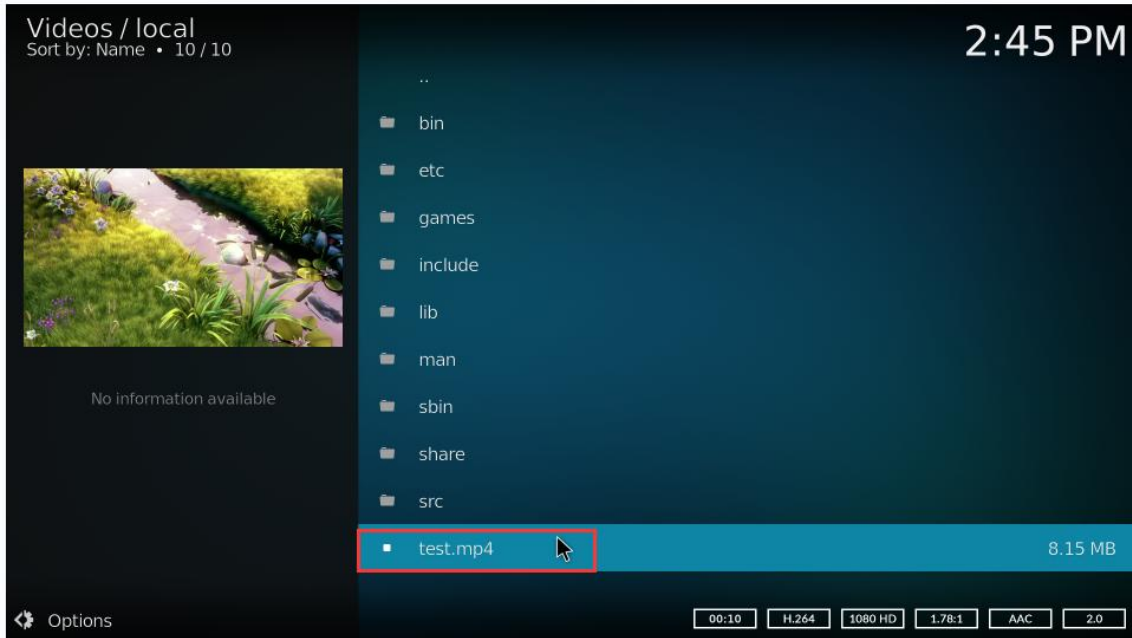 Videos / local
Sort by: Name • 10 / 10
2:45 PM
..
bin
etc
games
include
lib
man
sbin
share
src
test.mp4 8.15 MB
No information available
Options
00:10 H.264 1080 HD 1.78:1 AAC 2.0